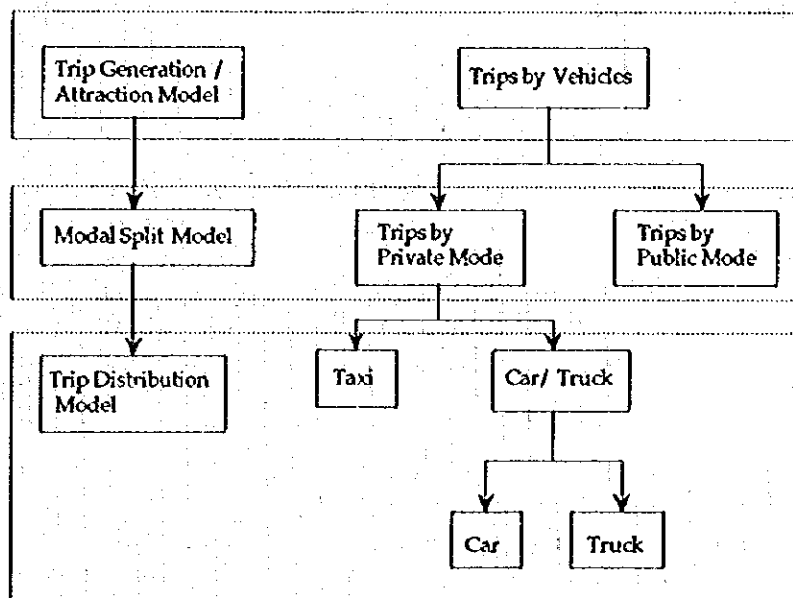 Trip Generation /
Attraction Model
Trips by Vehicles
Modal Split Model
Trips by
Private Mode
Trips by
Public Mode
Trip Distribution
Model
Taxi
Car/ Truck
Car
Truck